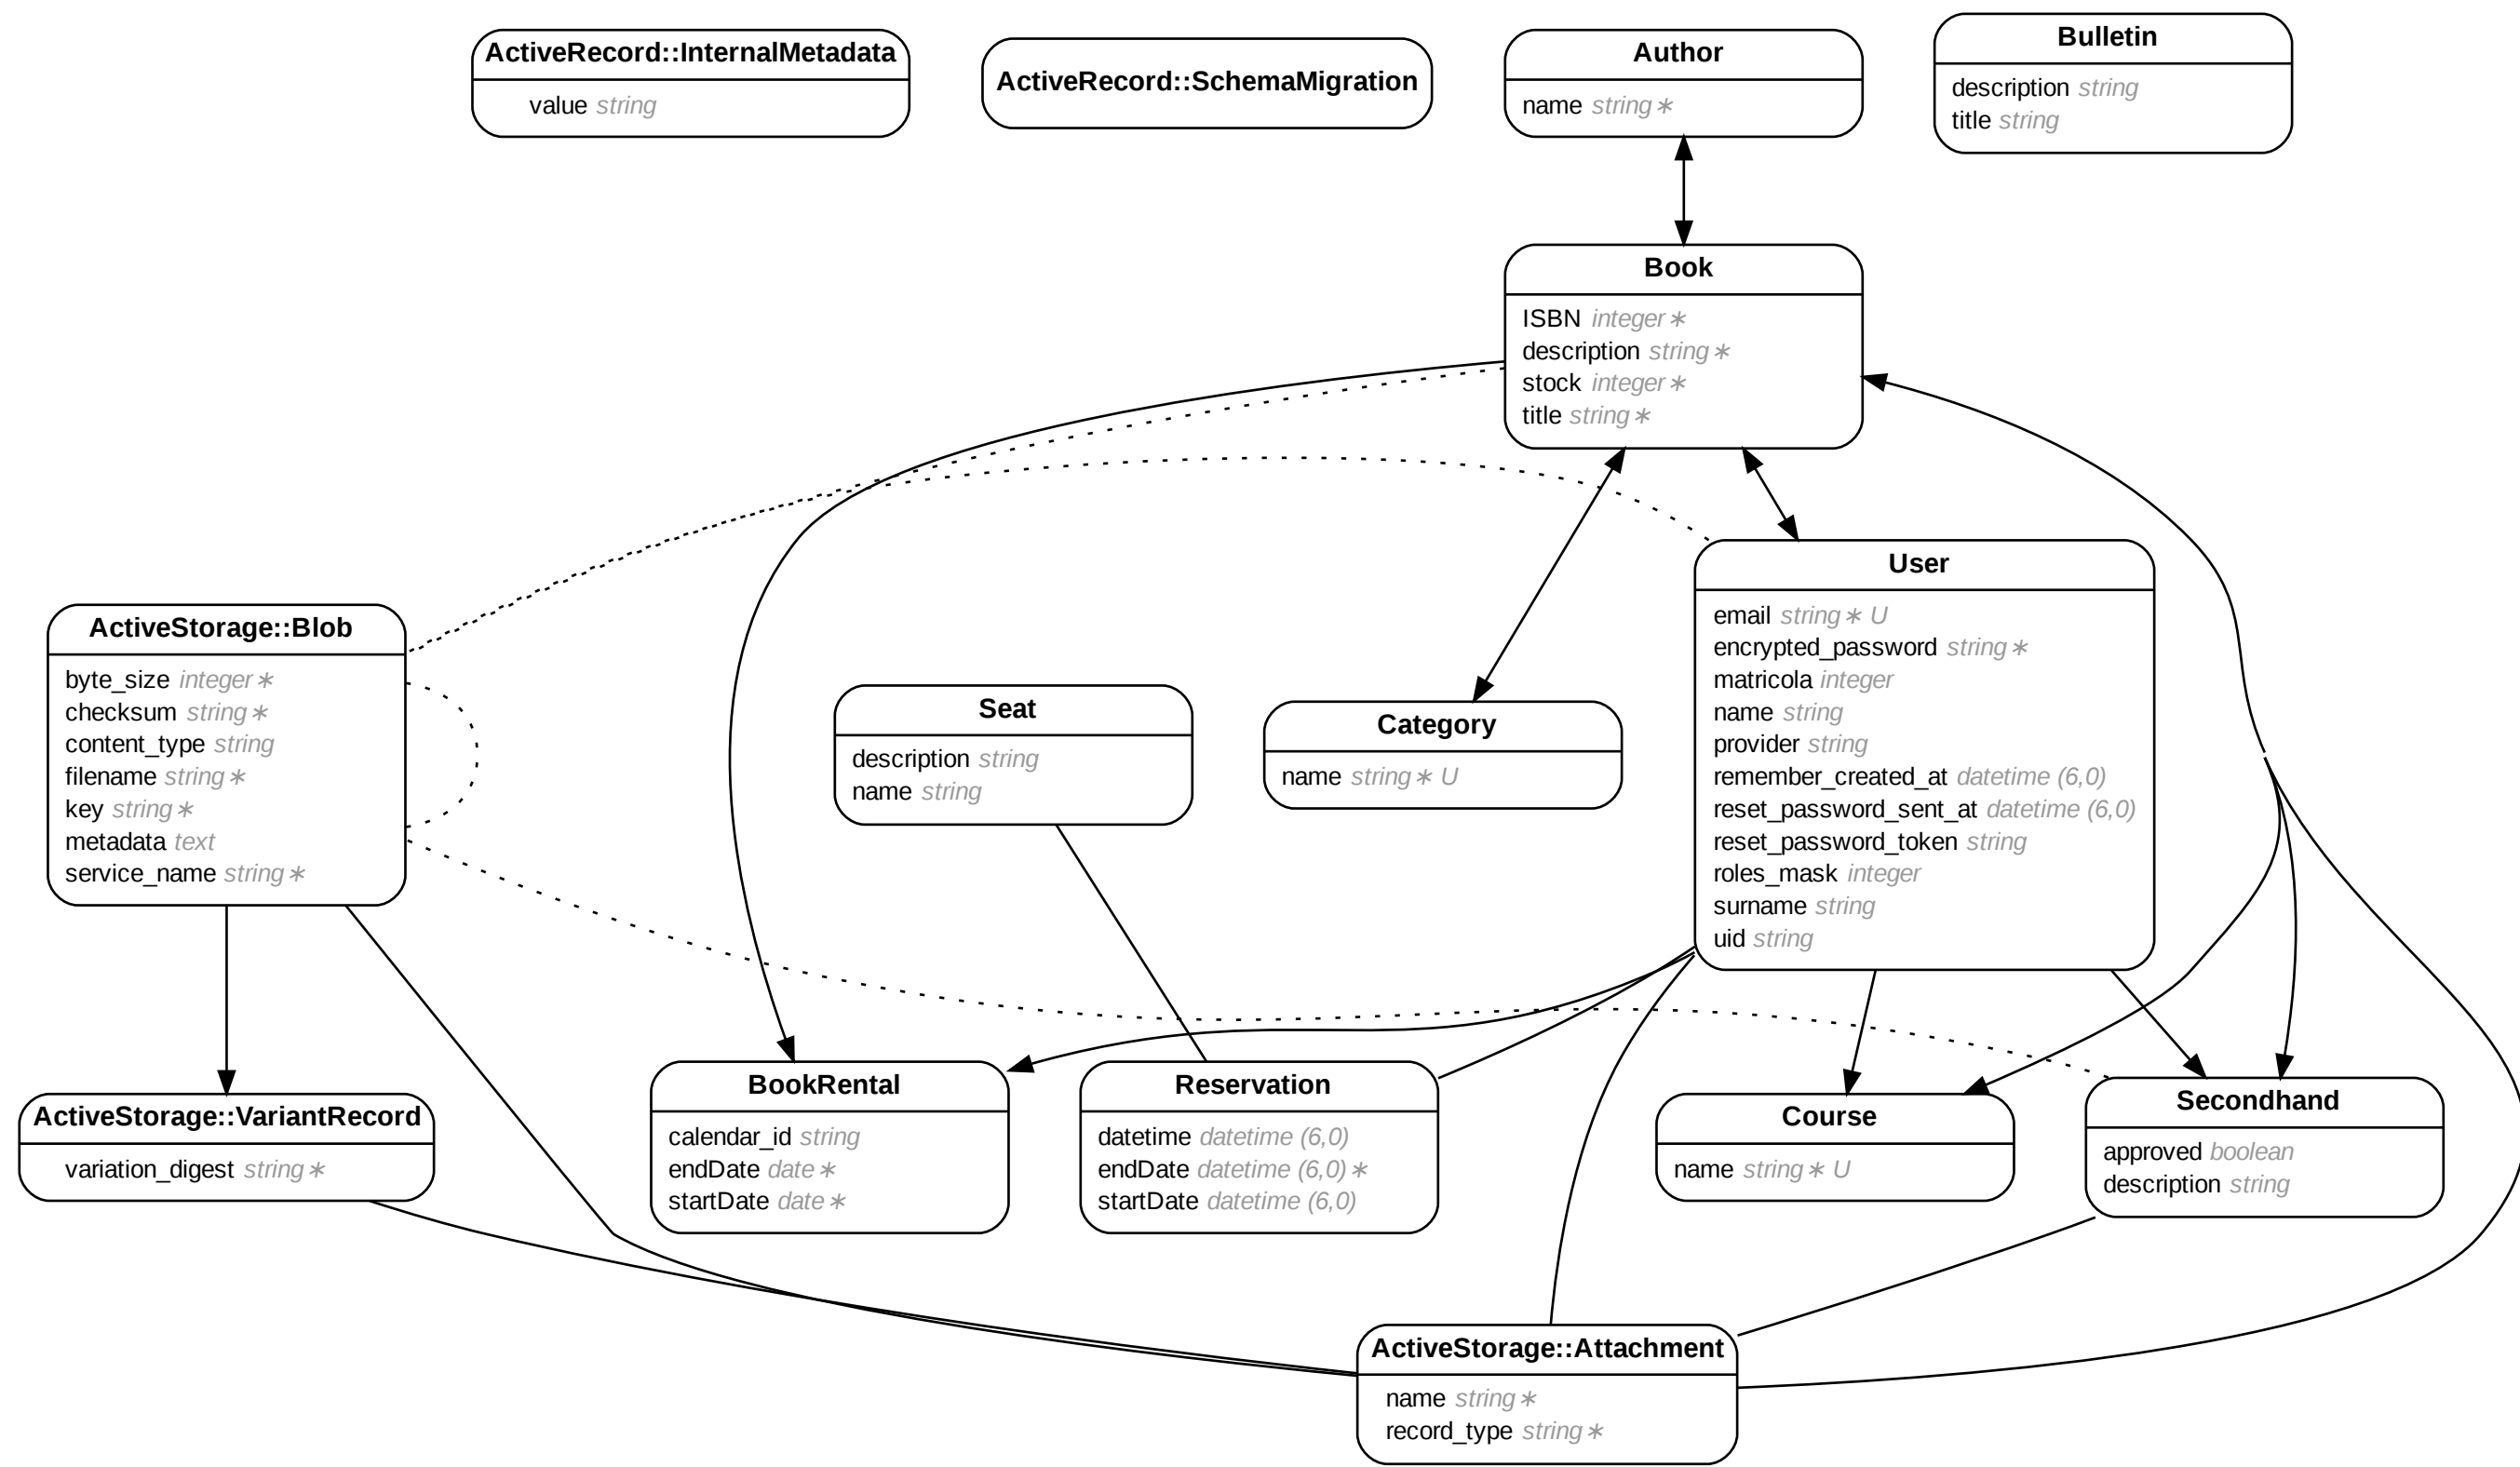 ActiveRecord::InternalMetadata
value string
ActiveRecord::SchemaMigration
Author
name string∗
Bulletin
description string
title string
Book
ISBN integer∗
description string∗
stock integer∗
title string∗
User
email string∗ U
encrypted_password string∗
matricola integer
name string
provider string
remember_created_at datetime (6,0)
reset_password_sent_at datetime (6,0)
reset_password_token string
roles_mask integer
surname string
uid string
ActiveStorage::Blob
byte_size integer∗
checksum string∗
content_type string
filename string∗
key string∗
metadata text
service_name string∗
Seat
description string
name string
Category
name string∗ U
ActiveStorage::VariantRecord
variation_digest string∗
BookRental
calendar_id string
endDate date∗
startDate date∗
Reservation
datetime datetime (6,0)
endDate datetime (6,0)∗
startDate datetime (6,0)
Course
name string∗ U
Secondhand
approved boolean
description string
ActiveStorage::Attachment
name string∗
record_type string∗